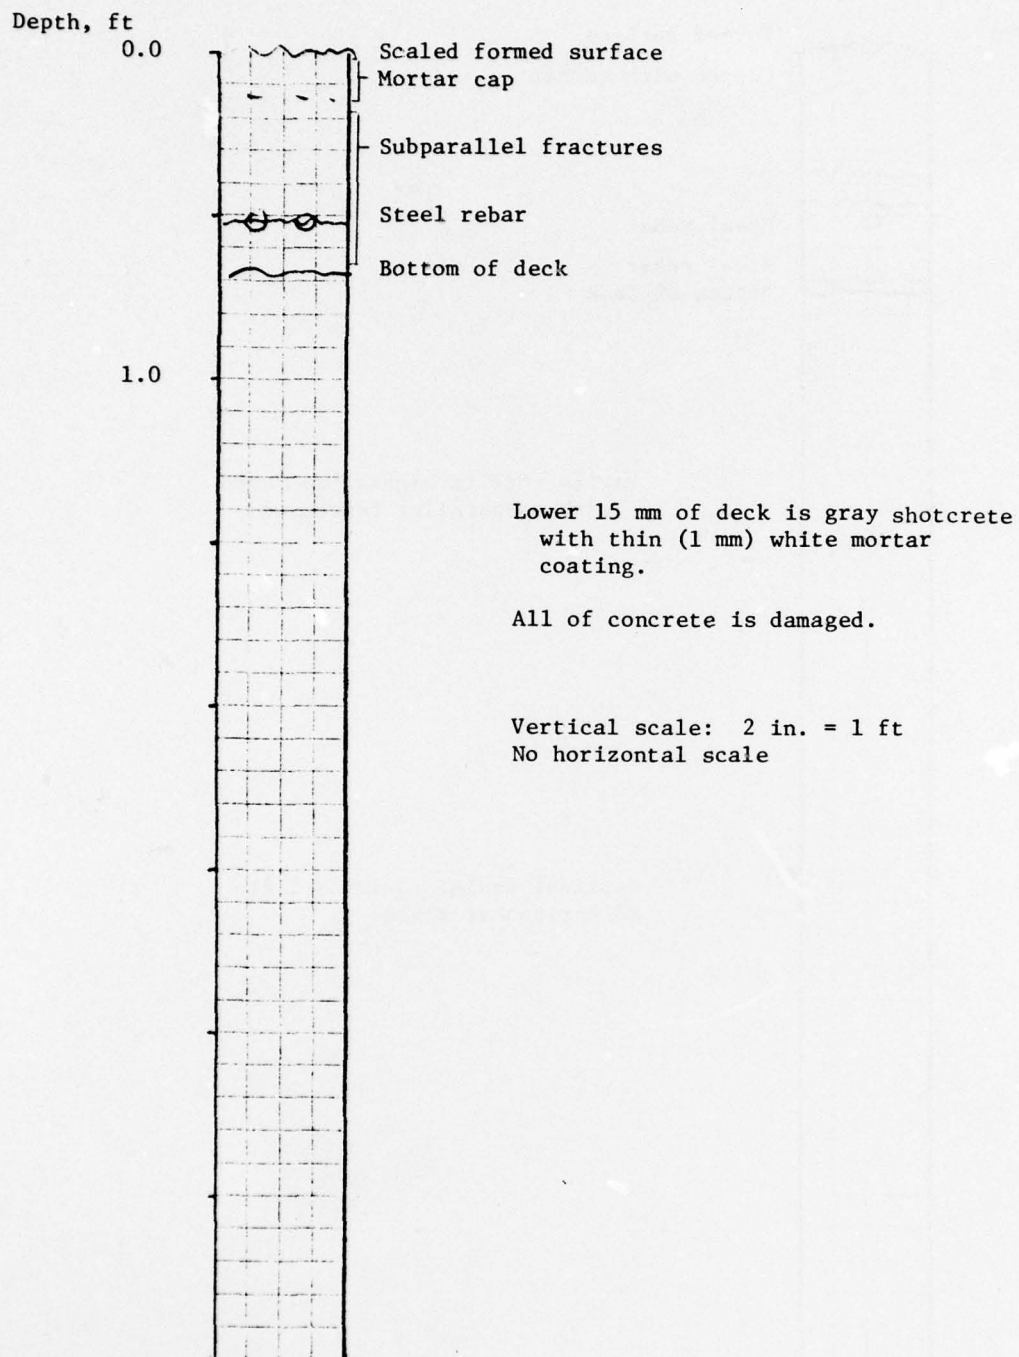 Depth, ft
0.0
Scaled formed surface
Mortar cap
Subparallel fractures
Steel rebar
Bottom of deck
1.0
Lower 15 mm of deck is gray shotcrete
with thin (1 mm) white mortar
coating.
All of concrete is damaged.
Vertical scale: 2 in. = 1 ft
No horizontal scale